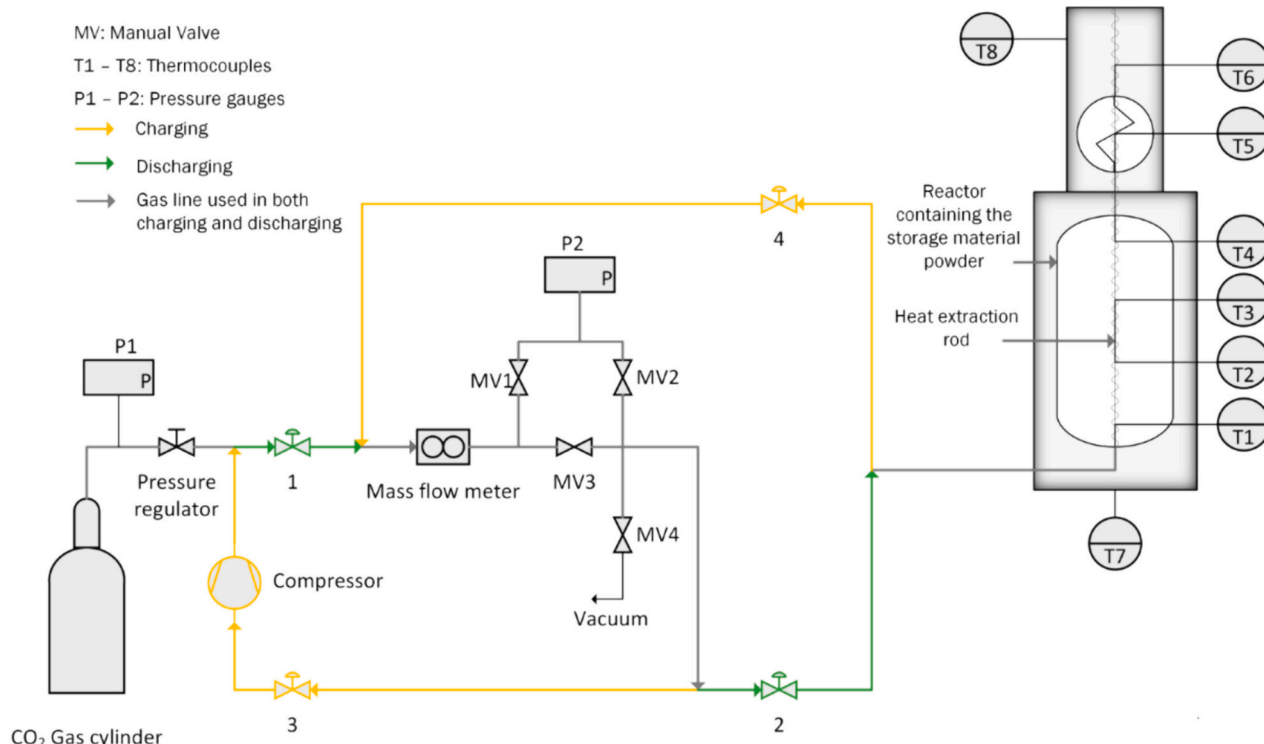 MV: Manual Valve
T1 – T8: Thermocouples
P1 – P2: Pressure gauges
Charging
Discharging
Gas line used in both
charging and discharging
T8
T6
T5
Reactor
containing the
storage material
powder
T4
T3
Heat extraction
rod
T2
T1
T7
4
P2
P
P1
P
MV1
MV2
Pressure
regulator
1
Mass flow meter
MV3
MV4
Compressor
Vacuum
3
2
CO₂ Gas cylinder